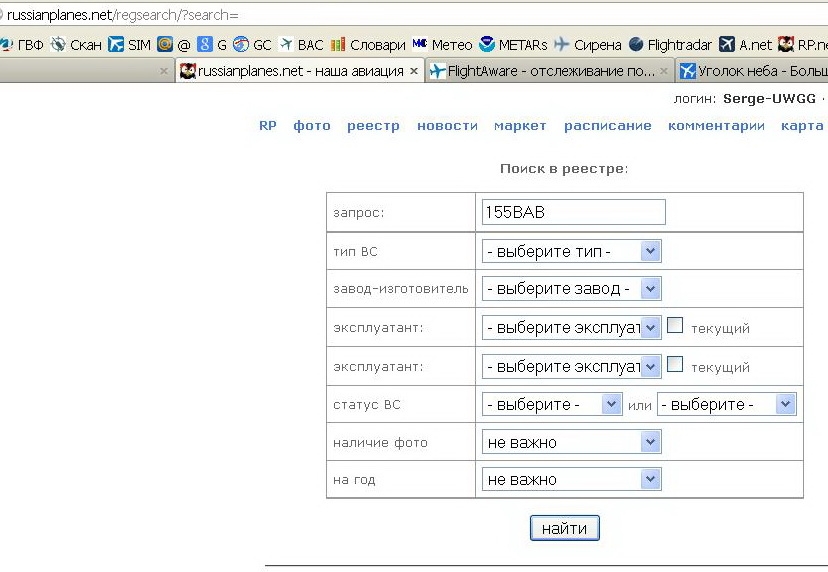 russianplanes.net/regsearch/?search=
ГВФ Скан SIM @ G GC ВАС Словари Метео METARs Сирена Flightradar A.net RP.ne
russianplanes.net - наша авиация FlightAware - отслеживание по... Уголок неба - Больш
логин: Serge-UWGG ·
RP фото реестр новости маркет расписание комментарии карта
Поиск в реестре:
запрос: 155BAB
тип ВС - выберите тип -
завод-изготовитель - выберите завод -
эксплуатант: - выберите эксплуат текущий
эксплуатант: - выберите эксплуат текущий
статус ВС - выберите - или - выберите -
наличие фото не важно
на год не важно
найти